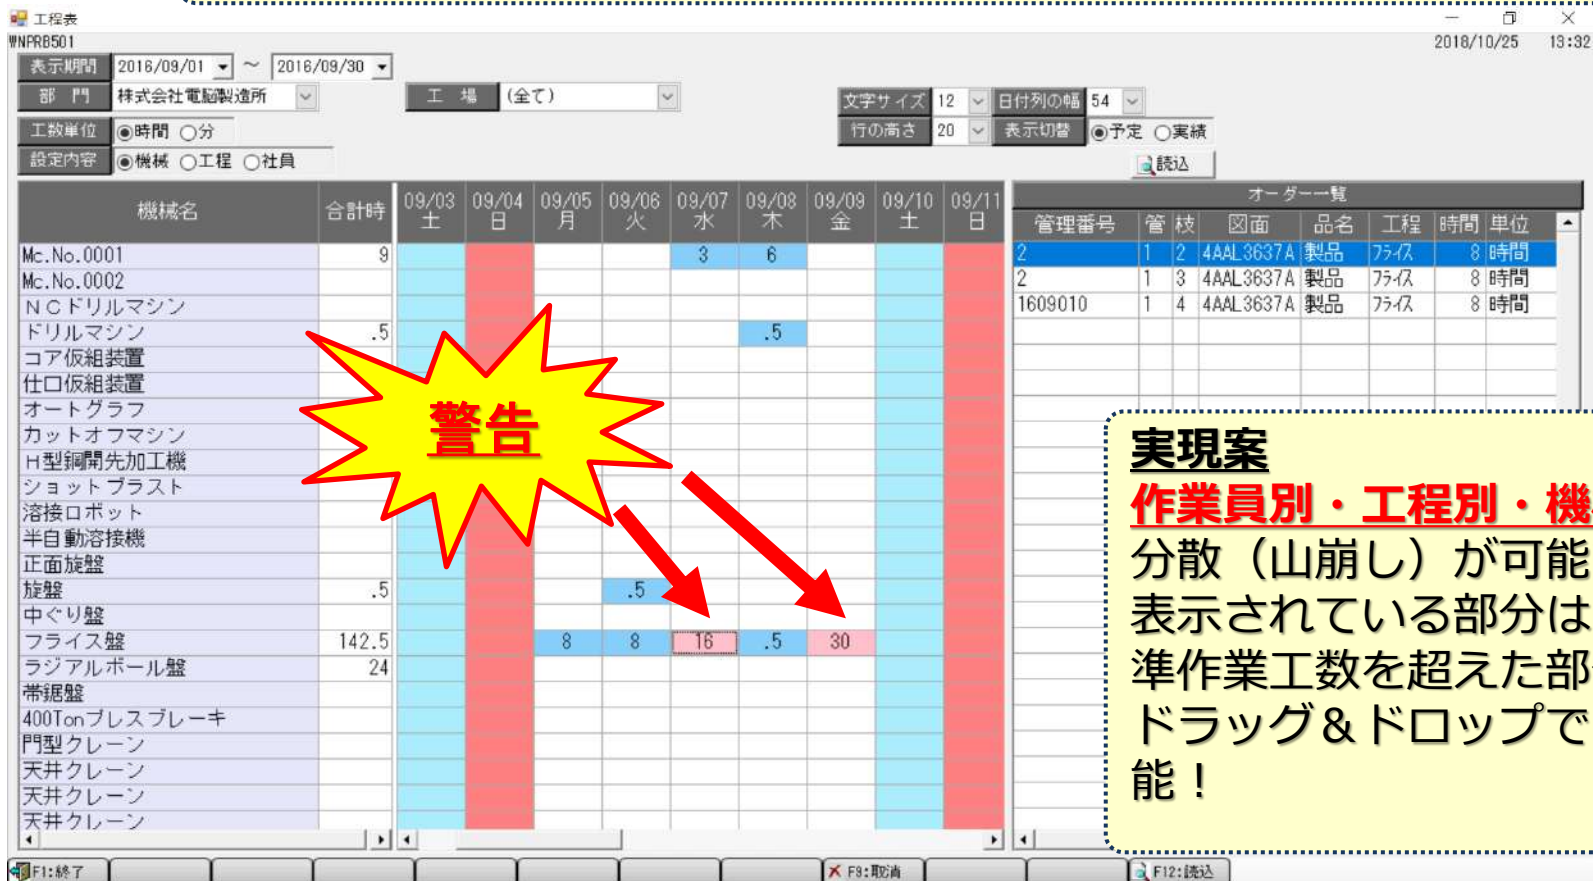 工程表
WNPRB501
2018/10/25 13:32
表示期間 2016/09/01 ～ 2016/09/30
部 門 株式会社電脳製造所 工 場 (全て) 文字サイズ 12 日付列の幅 54
工数単位 ◉時間 ○分 行の高さ 20 表示切替 ◉予定 ○実績
設定内容 ◉機械 ○工程 ○社員 読込
機械名 合計時 09/03 土 09/04 日 09/05 月 09/06 火 09/07 水 09/08 木 09/09 金 09/10 土 09/11 日
Mc.No.0001 9 3 6
Mc.No.0002
ＮＣドリルマシン
ドリルマシン .5 .5
コア仮組装置
仕口仮組装置
オートグラフ
カットオフマシン
Ｈ型鋼開先加工機
ショットブラスト
溶接ロボット
半自動溶接機
正面旋盤
旋盤 .5 .5
中ぐり盤
フライス盤 142.5 8 8 16 .5 30
ラジアルボール盤 24
帯鋸盤
400Tonプレスブレーキ
門型クレーン
天井クレーン
天井クレーン
天井クレーン
警告
オーダー一覧
管理番号 管 枝 図面 品名 工程 時間 単位
2 1 2 4AAL3637A 製品 ﾌﾗｲｽ 8 時間
2 1 3 4AAL3637A 製品 ﾌﾗｲｽ 8 時間
1609010 1 4 4AAL3637A 製品 ﾌﾗｲｽ 8 時間
実現案
作業員別・工程別・機
分散（山崩し）が可能
表示されている部分は
準作業工数を超えた部
ドラッグ＆ドロップで
能！
F1:終了 F9:取消 F12:読込